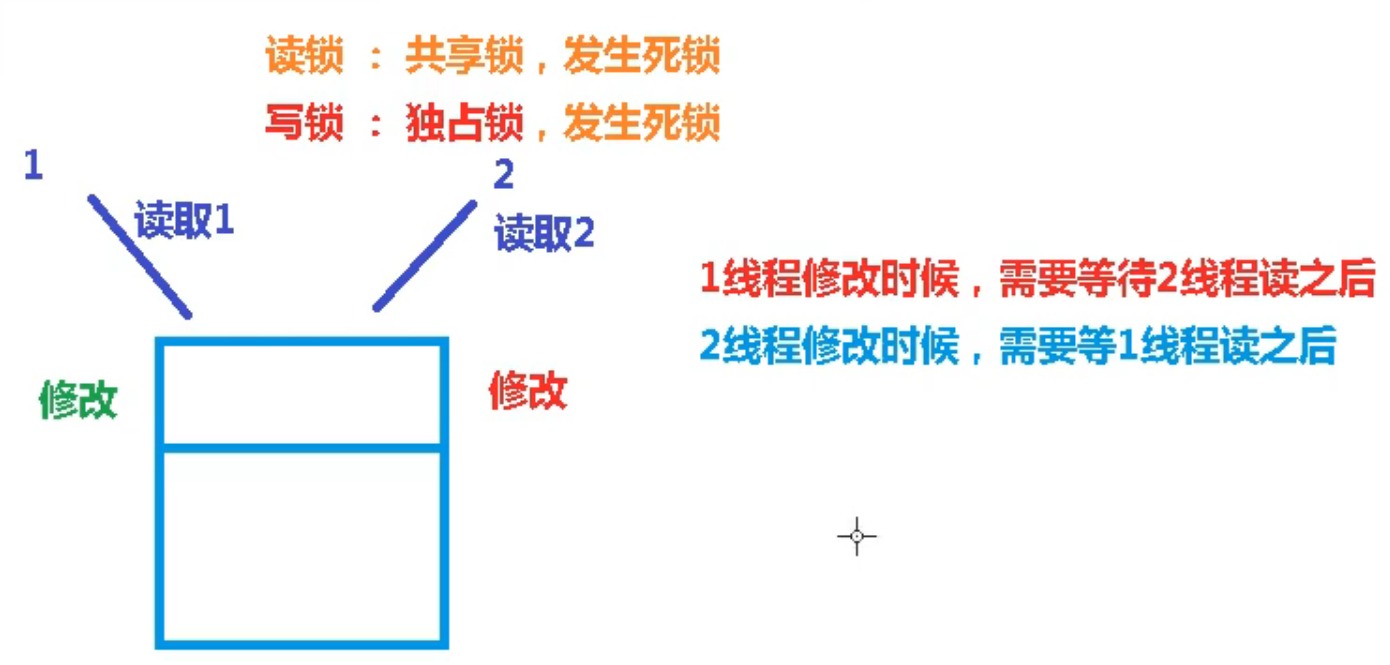 读锁 ： 共享锁，发生死锁
写锁 ： 独占锁，发生死锁
1
2
读取1
读取2
1线程修改时候，需要等待2线程读之后
2线程修改时候，需要等1线程读之后
修改
修改